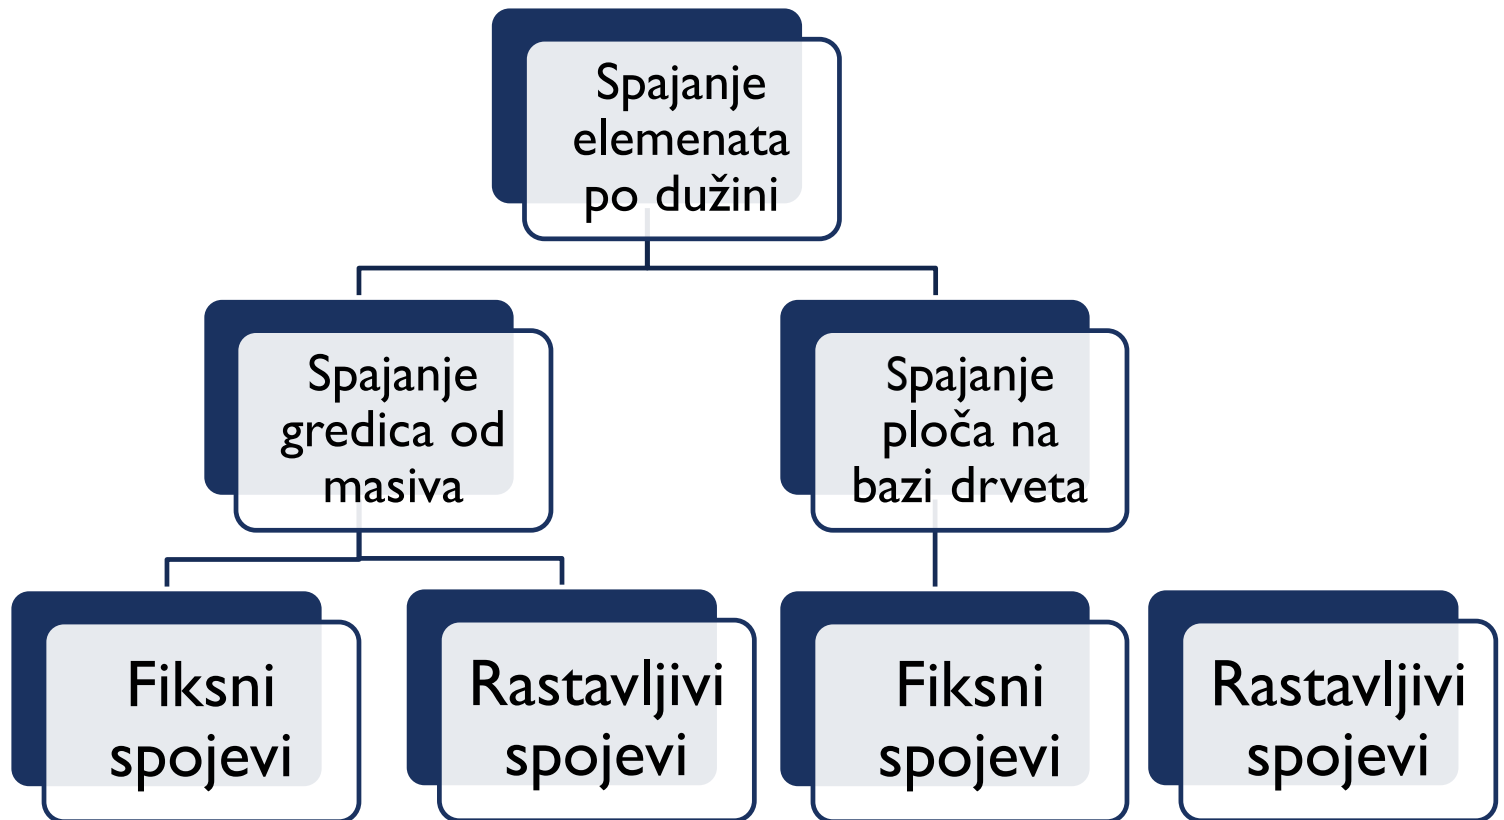 Spajanje
elemenata
po dužini
Spajanje
gredica od
masiva
Spajanje
ploča na
bazi drveta
Fiksni
spojevi
Rastavljivi
spojevi
Fiksni
spojevi
Rastavljivi
spojevi